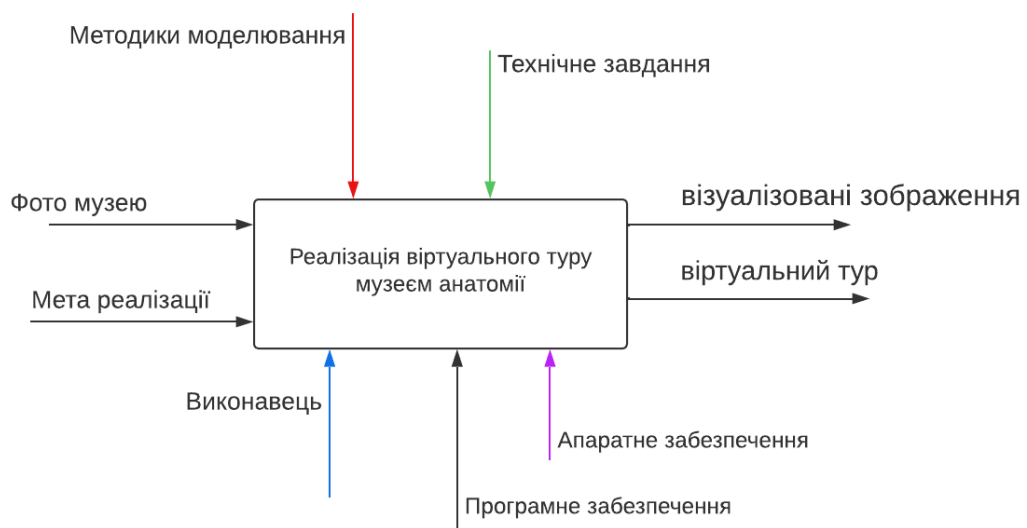 Методики моделювання
Технічне завдання
Фото музею
візуалізовані зображення
Реалізація віртуального туру
музеєм анатомії
віртуальний тур
Мета реалізації
Виконавець
Апаратне забезпечення
Програмне забезпечення